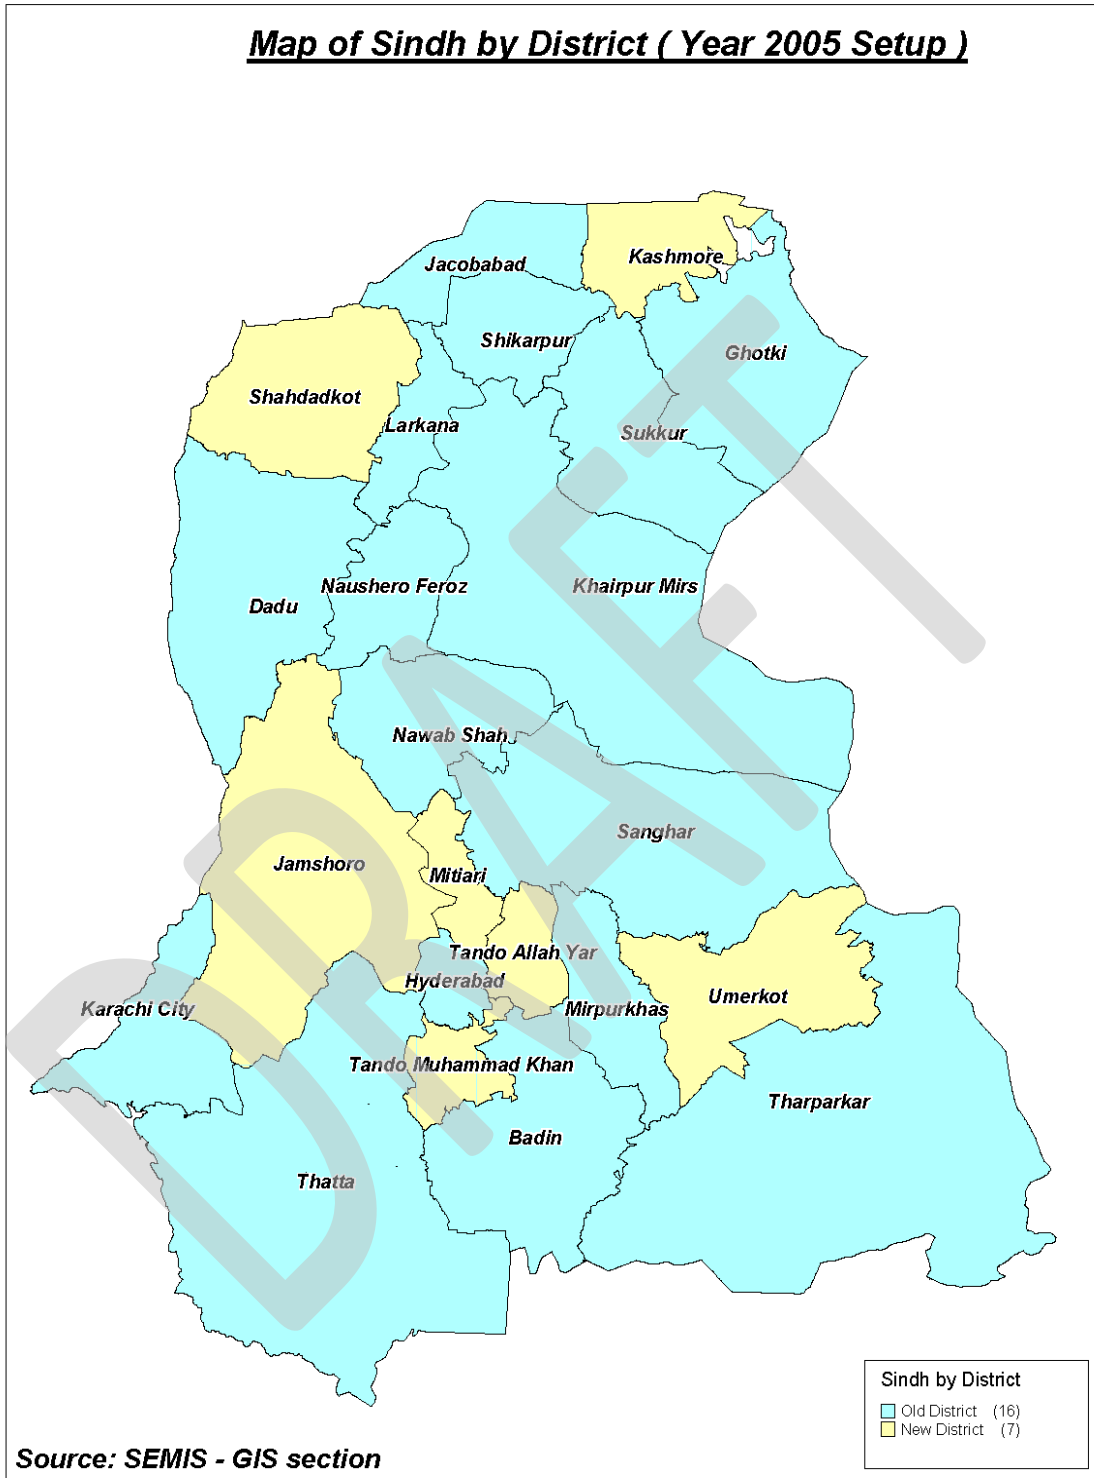 Map of Sindh by District ( Year 2005 Setup )
Kashmore
Jacobabad
Shikarpur
Ghotki
Shahdadkot
Larkana
Sukkur
Naushero Feroz
Khairpur Mirs
Dadu
Nawab Shah
Sanghar
Jamshoro
Mitiari
Tando Allah Yar
Hyderabad
Umerkot
Karachi City
Mirpurkhas
Tando Muhammad Khan
Tharparkar
Badin
Thatta
DRAFT
Sindh by District
Old District (16)
New District (7)
Source: SEMIS - GIS section